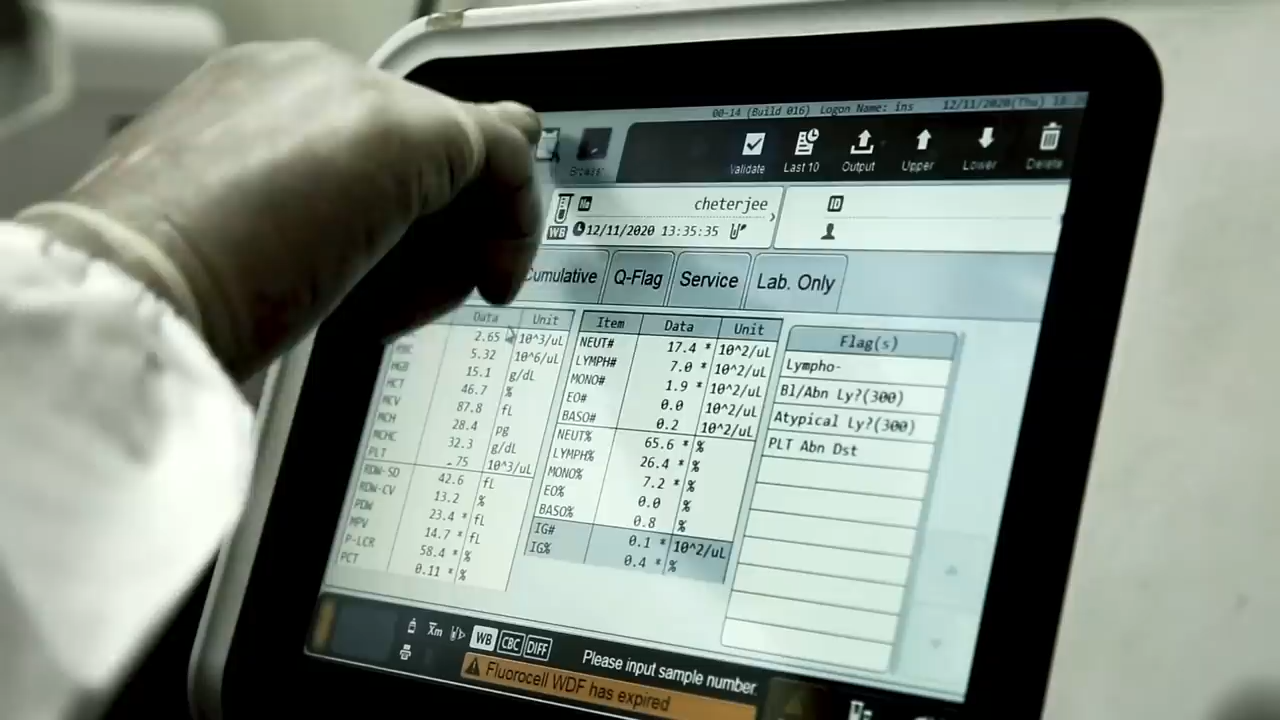 00-14 (Build 016) Logon Name: ins 12/11/2020(Thu)
Browser
Validate Last 10 Output Upper Lower Delete
No cheterjee ID
WB 12/11/2020 13:35:35
Cumulative Q-Flag Service Lab. Only
Data Unit
2.65 10^3/uL
5.32 10^6/uL
HGB 15.1 g/dL
HCT 46.7 %
MCV 87.8 fL
MCH 28.4 pg
MCHC 32.3 g/dL
PLT 75 10^3/uL
RDW-SD 42.6 fL
RDW-CV 13.2 %
PDW 23.4 * fL
MPV 14.7 * fL
P-LCR 58.4 * %
PCT 0.11 * %
Item Data Unit
NEUT# 17.4 * 10^2/uL
LYMPH# 7.0 * 10^2/uL
MONO# 1.9 * 10^2/uL
EO# 0.0 10^2/uL
BASO# 0.2 10^2/uL
NEUT% 65.6 * %
LYMPH% 26.4 * %
MONO% 7.2 * %
EO% 0.0 %
BASO% 0.8 %
IG# 0.1 * 10^2/uL
IG% 0.4 * %
Flag(s)
Lympho-
Bl/Abn Ly?(300)
Atypical Ly?(300)
PLT Abn Dst
Xm WB CBC DIFF Please input sample number.
Fluorocell WDF has expired